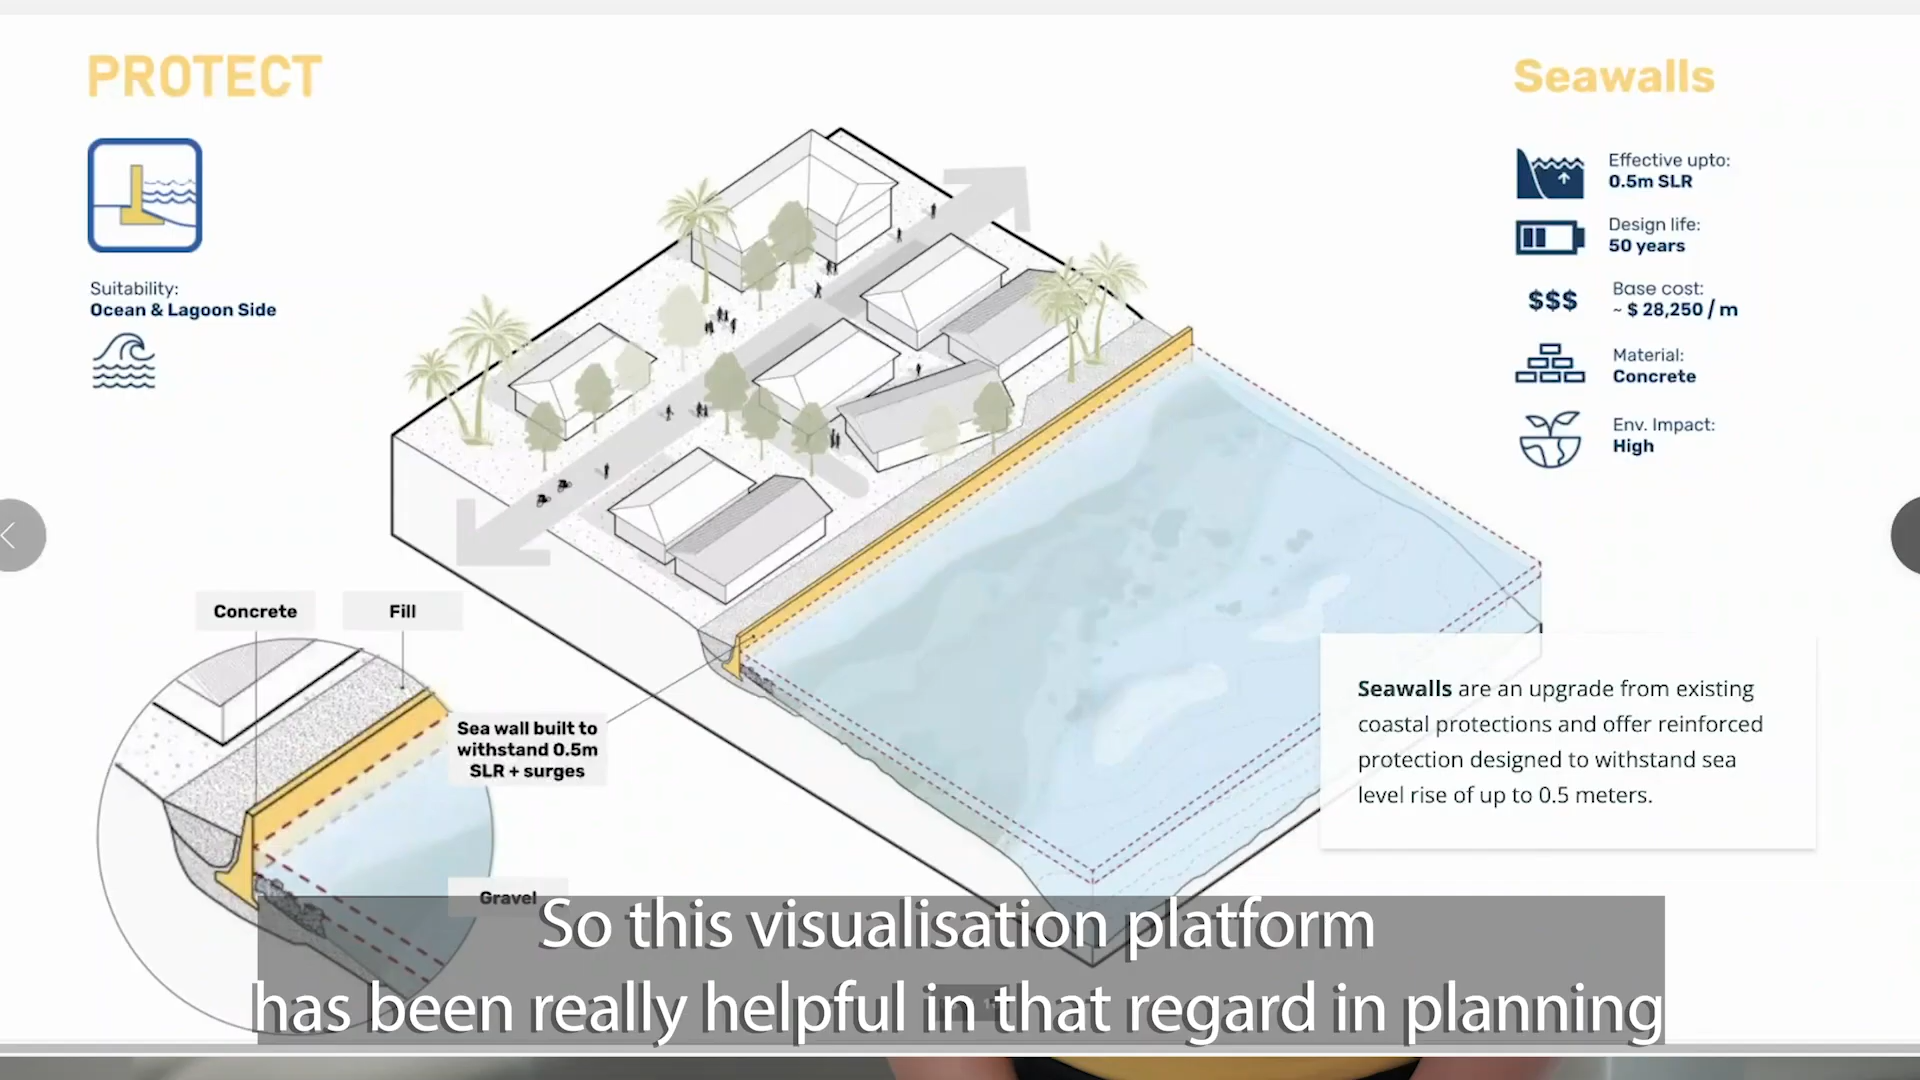 PROTECT
Suitability:
Ocean & Lagoon Side
Seawalls
Effective upto:
0.5m SLR
Design life:
50 years
$$$
Base cost:
~ $ 28,250 / m
Material:
Concrete
Env. Impact:
High
Concrete
Fill
Sea wall built to
withstand 0.5m
SLR + surges
Gravel
Seawalls are an upgrade from existing
coastal protections and offer reinforced
protection designed to withstand sea
level rise of up to 0.5 meters.
So this visualisation platform
has been really helpful in that regard in planning